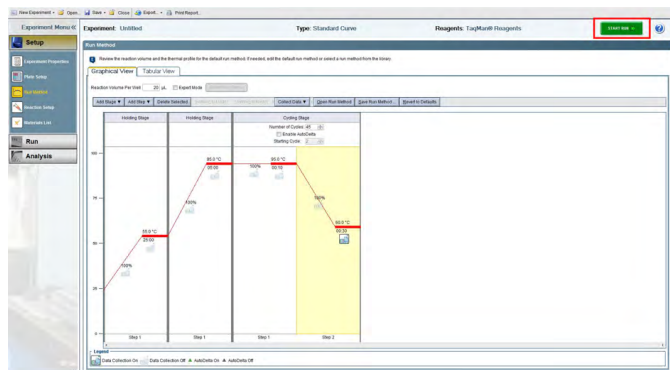 New Experiment Open... Save Close Export... Print Report...
Experiment Menu «
Experiment: Untitled Type: Standard Curve Reagents: TaqMan® Reagents START RUN
Setup
Experiment Properties
Plate Setup
Run Method
Reaction Setup
Materials List
Run
Analysis
Run Method
Review the reaction volume and the thermal profile for the default run method. If needed, edit the default run method or select a run method from the library.
Graphical View Tabular View
Reaction Volume Per Well: 20 µL Expert Mode
Add Stage Add Step Delete Selected Collect Data Open Run Method Save Run Method... Revert to Defaults
Holding Stage Holding Stage Cycling Stage
Number of Cycles: 45
Enable AutoDelta
Starting Cycle: 2
100
75
50
25
0
95.0 °C 95.0 °C
05:00 100% 00:10
100% 100%
60.0 °C
00:30
25:00
100%
Step 1 Step 1 Step 1 Step 2
Legend
Data Collection On Data Collection Off AutoDelta On AutoDelta Off